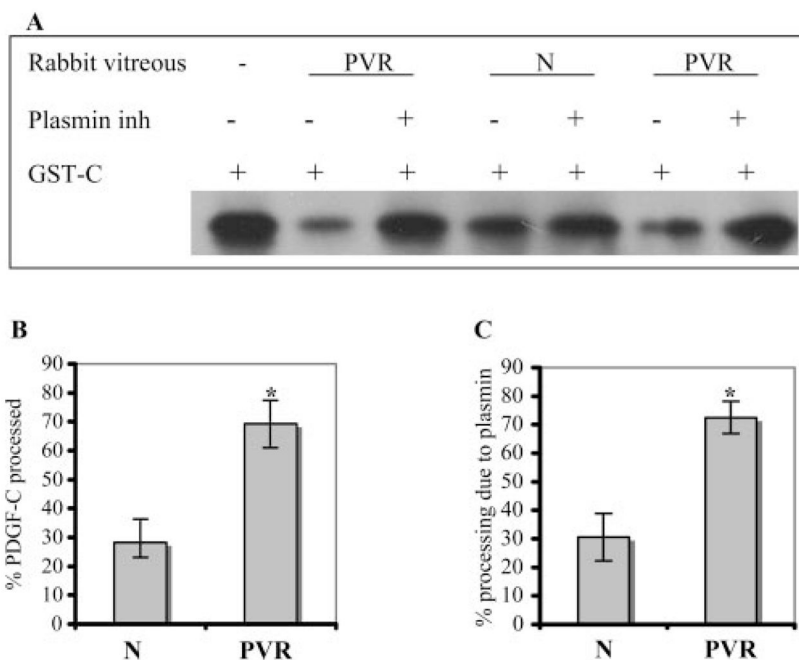 A
Rabbit vitreous - PVR N PVR
Plasmin inh - - + - + - +
GST-C + + + + + + +
B
% PDGF-C processed
90
80
70
60
50
40
30
20
10
0
*
N PVR
C
% processing due to plasmin
90
80
70
60
50
40
30
20
10
0
*
N PVR